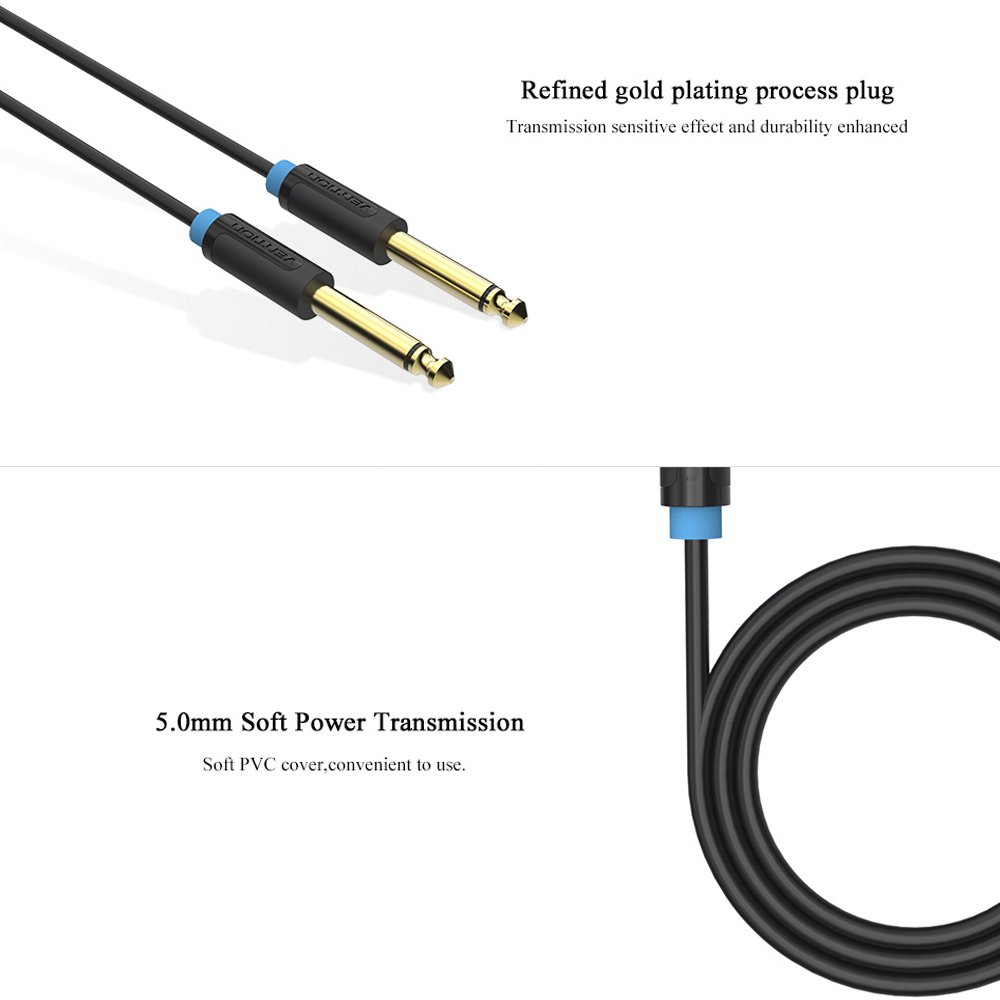 Refined gold plating process plug
Transmission sensitive effect and durability enhanced
VENTION
VENTION
5.0mm Soft Power Transmission
Soft PVC cover,convenient to use.